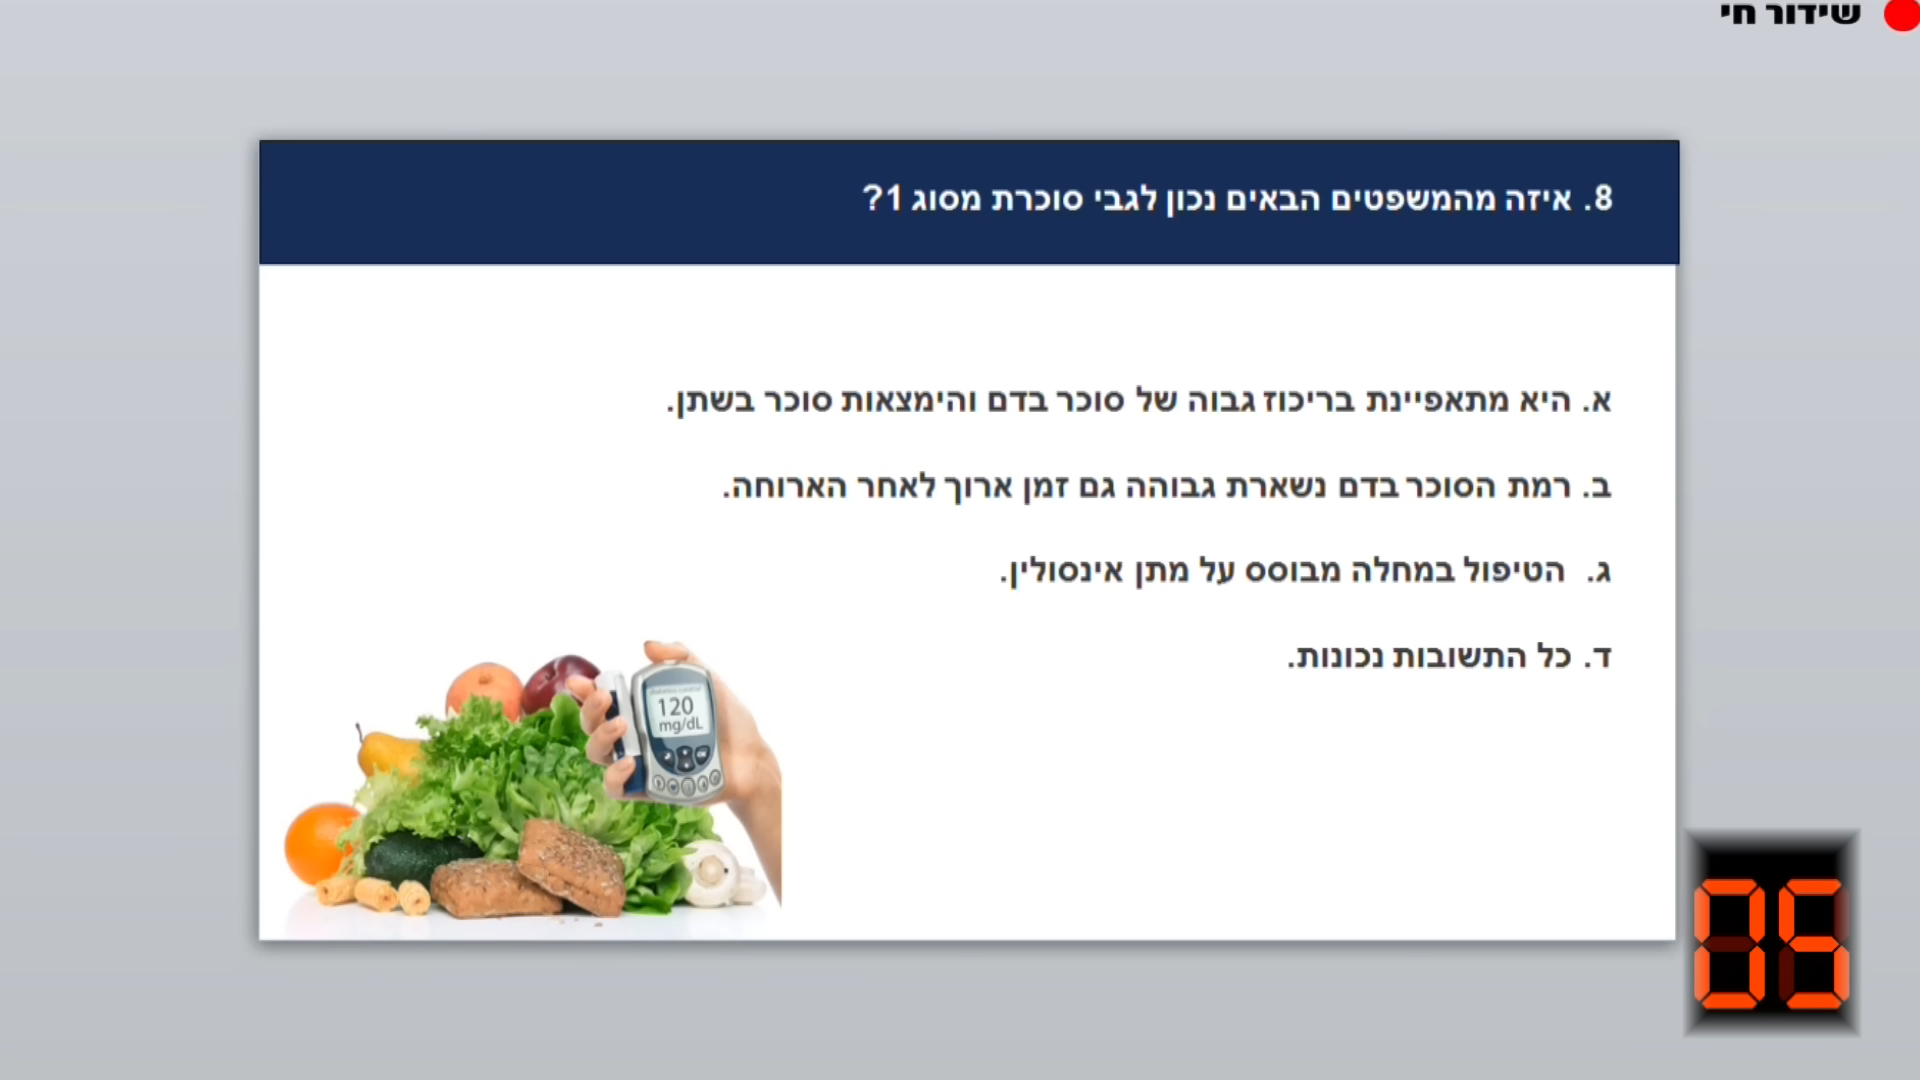 שידור חי
8. איזה מהמשפטים הבאים נכון לגבי סוכרת מסוג 1?
א. היא מתאפיינת בריכוז גבוה של סוכר בדם והימצאות סוכר בשתן.
ב. רמת הסוכר בדם נשארת גבוהה גם זמן ארוך לאחר הארוחה.
ג. הטיפול במחלה מבוסס על מתן אינסולין.
ד. כל התשובות נכונות.
120
mg/dL
05